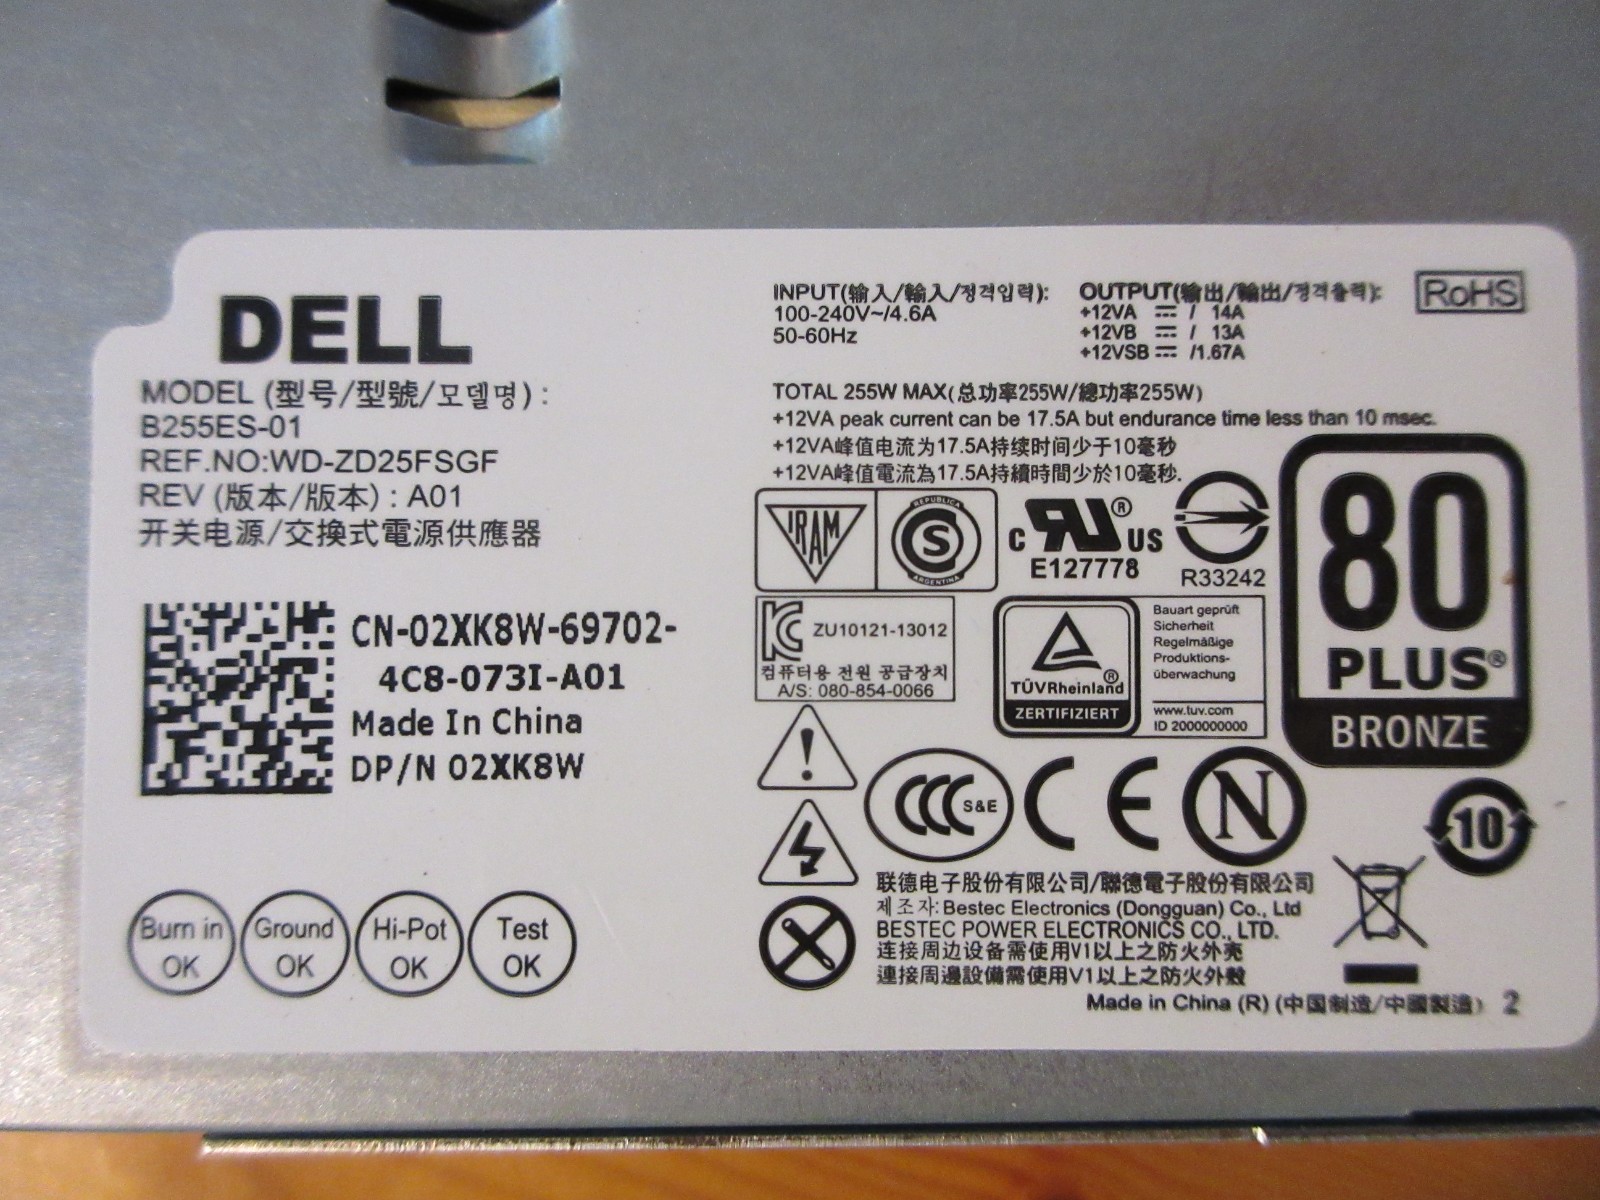 DELL
MODEL (型号/型號/모델명) :
B255ES-01
REF.NO:WD-ZD25FSGF
REV (版本/版本) : A01
开关电源/交換式電源供應器
CN-02XK8W-69702-
4C8-073I-A01
Made In China
DP/N 02XK8W
Burn in
OK
Ground
OK
Hi-Pot
OK
Test
OK
INPUT(输入/輸入/정격입력):
100-240V~/4.6A
50-60Hz
OUTPUT(输出/輸出/정격출력):
+12VA ⎓ / 14A
+12VB ⎓ / 13A
+12VSB ⎓ /1.67A
RoHS
TOTAL 255W MAX(总功率255W/總功率255W)
+12VA peak current can be 17.5A but endurance time less than 10 msec.
+12VA峰值电流为17.5A持续时间少于10毫秒
+12VA峰值電流為17.5A持續時間少於10毫秒.
IRAM
REPUBLICA
S
ARGENTINA
c RU® US
E127778
R33242
80
PLUS®
BRONZE
KC ZU10121-13012
컴퓨터용 전원 공급장치
A/S: 080-854-0066
TÜVRheinland®
ZERTIFIZIERT
Bauart geprüft
Sicherheit
Regelmäßige
Produktions-
überwachung
www.tuv.com
ID 2000000000
CCC S&E
CE
N
10
联德电子股份有限公司/聯德電子股份有限公司
제조자: Bestec Electronics (Dongguan) Co., Ltd
BESTEC POWER ELECTRONICS CO., LTD.
连接周边设备需使用V1以上之防火外壳
連接周邊設備需使用V1以上之防火外殼
Made in China (R) (中国制造/中國製造) 2